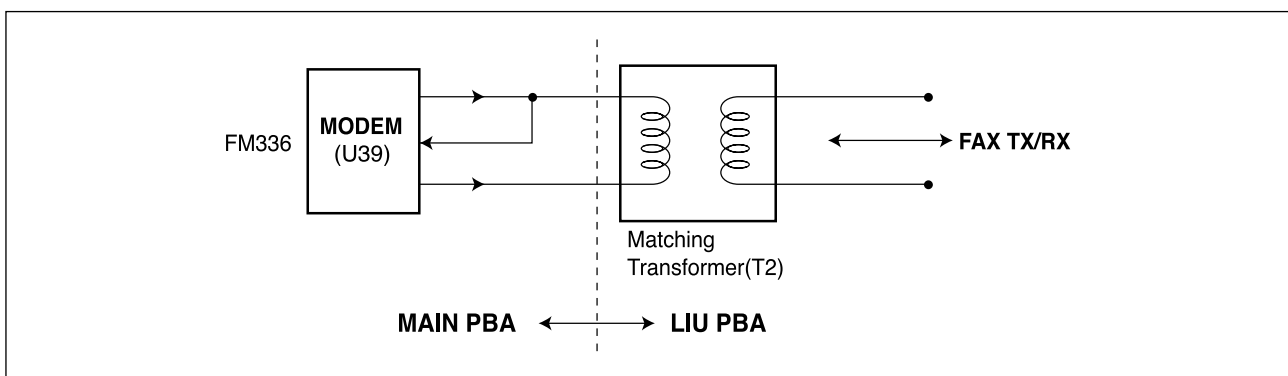 FM336
MODEM
(U39)
FAX TX/RX
Matching
Transformer(T2)
MAIN PBA
LIU PBA